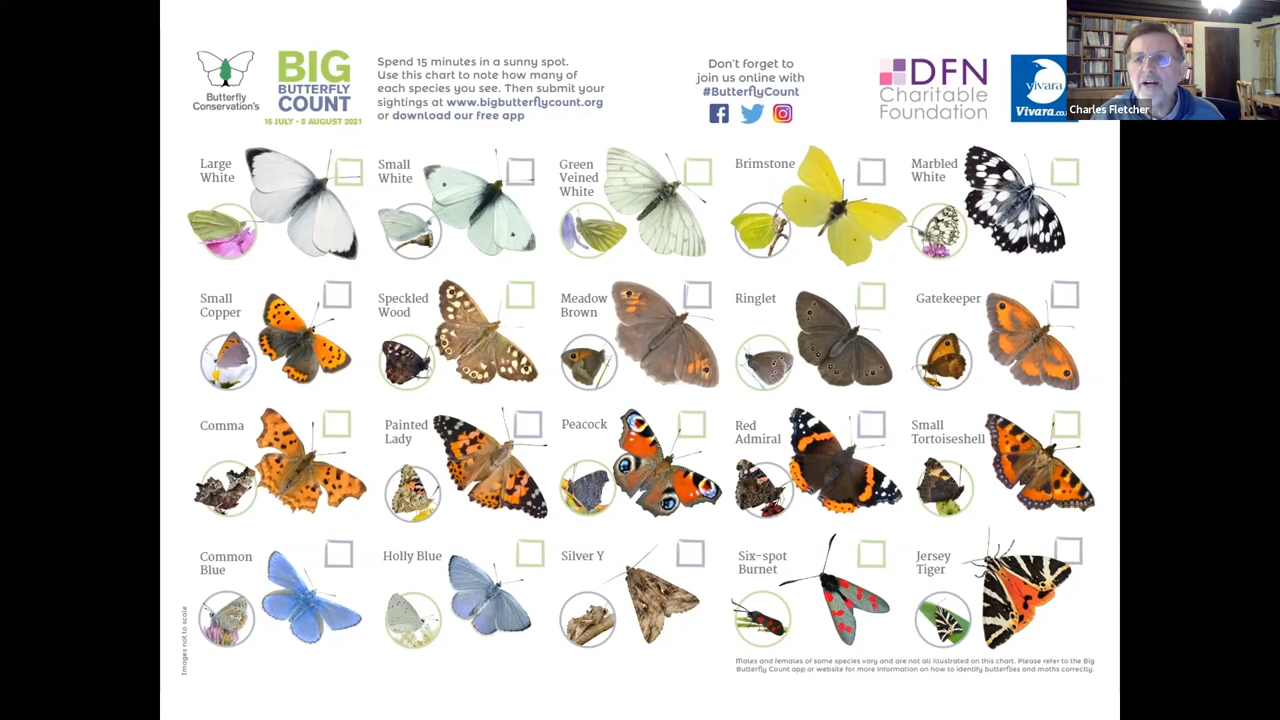 Butterfly
Conservation's
BIG
BUTTERFLY
COUNT
16 JULY - 8 AUGUST 2021
Spend 15 minutes in a sunny spot.
Use this chart to note how many of
each species you see. Then submit your
sightings at www.bigbutterflycount.org
or download our free app
Don't forget to
join us online with
#ButterflyCount
DFN
Charitable
Foundation
vivara
Vivara.co
Charles Fletcher
Large
White
Small
White
Green
Veined
White
Brimstone
Marbled
White
Small
Copper
Speckled
Wood
Meadow
Brown
Ringlet
Gatekeeper
Comma
Painted
Lady
Peacock
Red
Admiral
Small
Tortoiseshell
Common
Blue
Holly Blue
Silver Y
Six-spot
Burnet
Jersey
Tiger
Images not to scale
Males and females of some species vary and are not all illustrated on this chart. Please refer to the Big
Butterfly Count app or website for more information on how to identify butterflies and moths correctly.